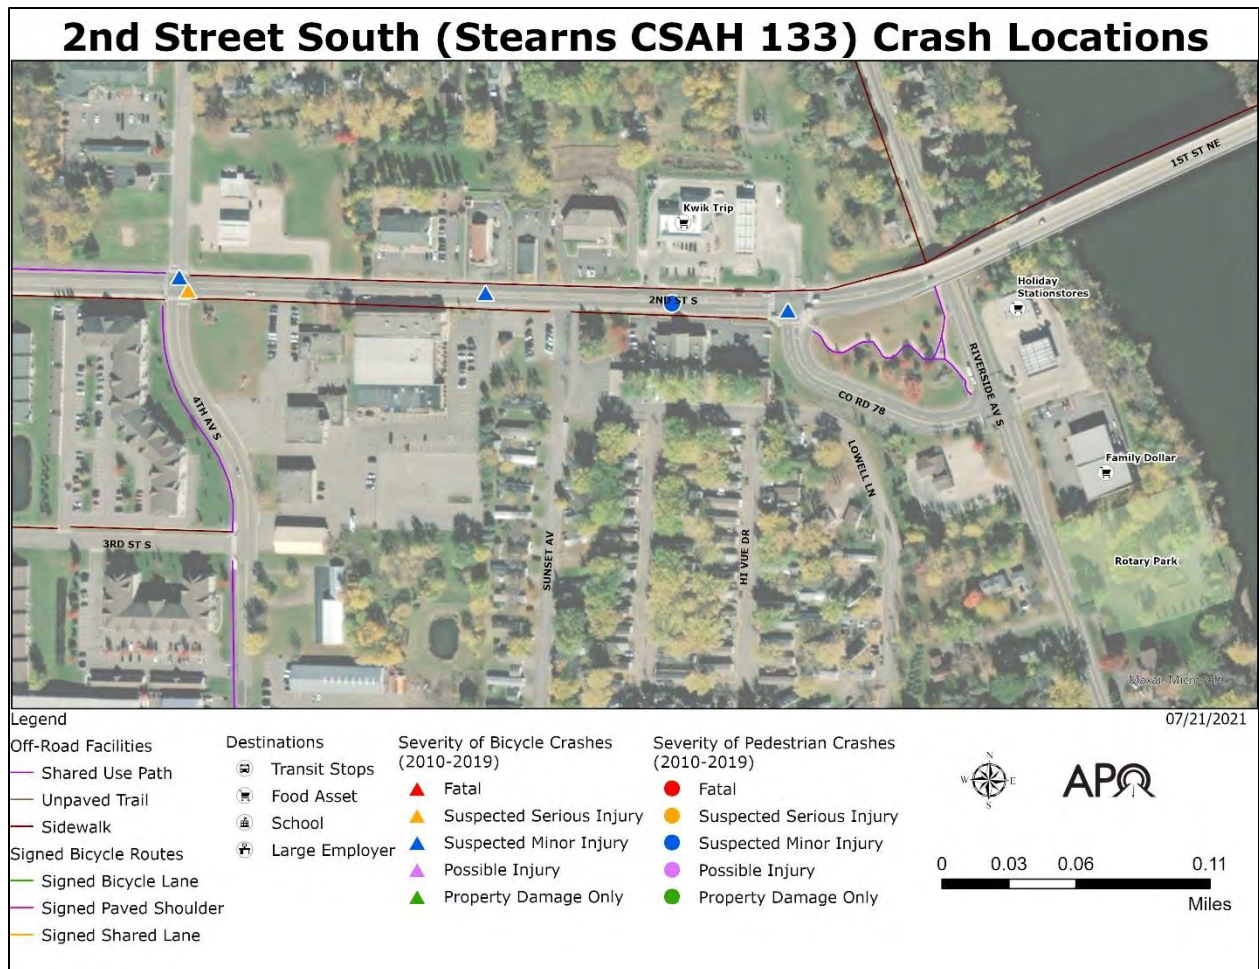 2nd Street South (Stearns CSAH 133) Crash Locations
1ST ST NE
Kwik Trip
Holiday
Stationstores
2ND ST S
RIVERSIDE AV S
4TH AV S
CO RD 78
LOWELL LN
Family Dollar
3RD ST S
SUNSET AV
HI VUE DR
Rotary Park
Maxar, Microsoft
07/21/2021
Legend
Off-Road Facilities
Shared Use Path
Unpaved Trail
Sidewalk
Signed Bicycle Routes
Signed Bicycle Lane
Signed Paved Shoulder
Signed Shared Lane
Destinations
Transit Stops
Food Asset
School
Large Employer
Severity of Bicycle Crashes
(2010-2019)
Fatal
Suspected Serious Injury
Suspected Minor Injury
Possible Injury
Property Damage Only
Severity of Pedestrian Crashes
(2010-2019)
Fatal
Suspected Serious Injury
Suspected Minor Injury
Possible Injury
Property Damage Only
N
W E
S
APO
0 0.03 0.06 0.11
Miles